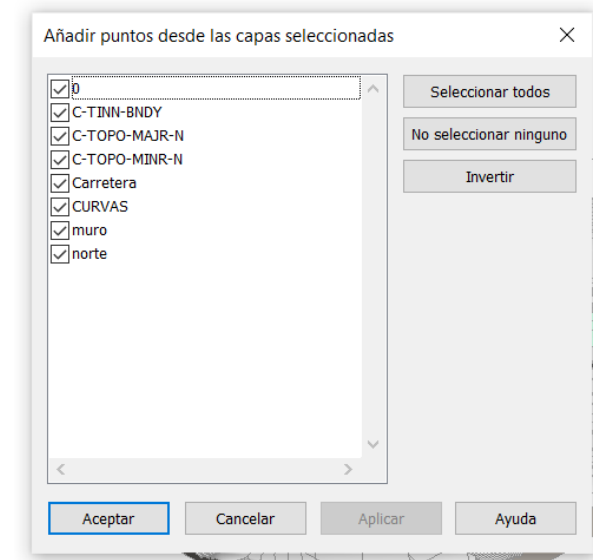 Añadir puntos desde las capas seleccionadas
0
C-TINN-BNDY
C-TOPO-MAJR-N
C-TOPO-MINR-N
Carretera
CURVAS
muro
norte
Seleccionar todos
No seleccionar ninguno
Invertir
Aceptar
Cancelar
Aplicar
Ayuda